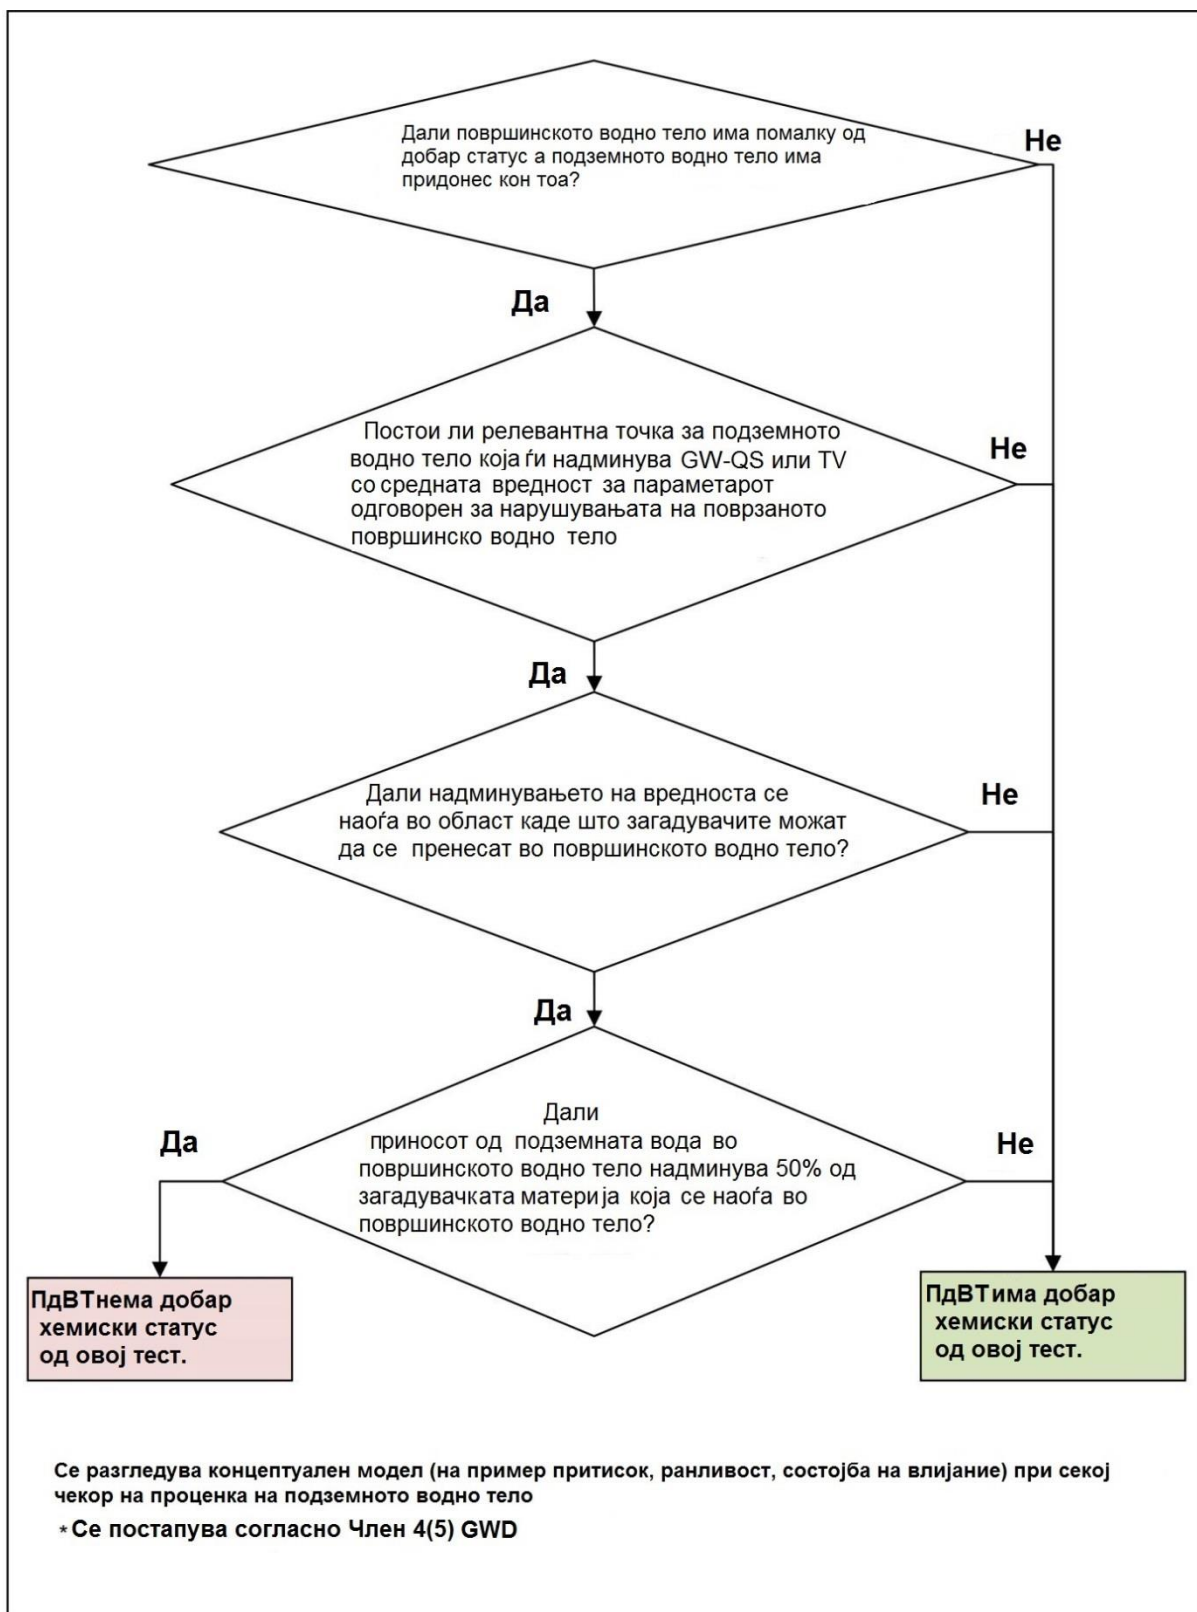 Дали површинското водно тело има помалку од
добар статус а подземното водно тело има
придонес кон тоа?
Не
Да
Постои ли релевантна точка за подземното
водно тело која ѓи надминува GW-QS или TV
со средната вредност за параметарот
одговорен за нарушувањата на поврзаното
површинско водно тело
Не
Да
Дали надминувањето на вредноста се
наоѓа во област каде што загадувачите можат
да се пренесат во површинското водно тело?
Не
Да
Дали
приносот од подземната вода во
површинското водно тело надминува 50% од
загадувачката материја која се наоѓа во
површинското водно тело?
Да
Не
ПдВТнема добар
хемиски статус
од овој тест.
ПдВТима добар
хемиски статус
од овој тест.
Се разгледува концептуален модел (на пример притисок, ранливост, состојба на влијание) при секој
чекор на проценка на подземното водно тело
*Се постапува согласно Член 4(5) GWD